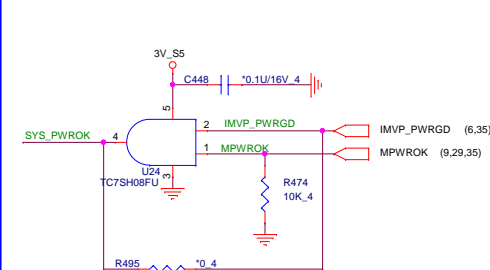 3V_S5
C448 *0.1U/16V_4
5
SYS_PWROK 4 2 IMVP_PWRGD IMVP_PWRGD (6,35)
1 MPWROK MPWROK (9,29,35)
U24
TC7SH08FU 3
R474
10K_4
R495 *0_4